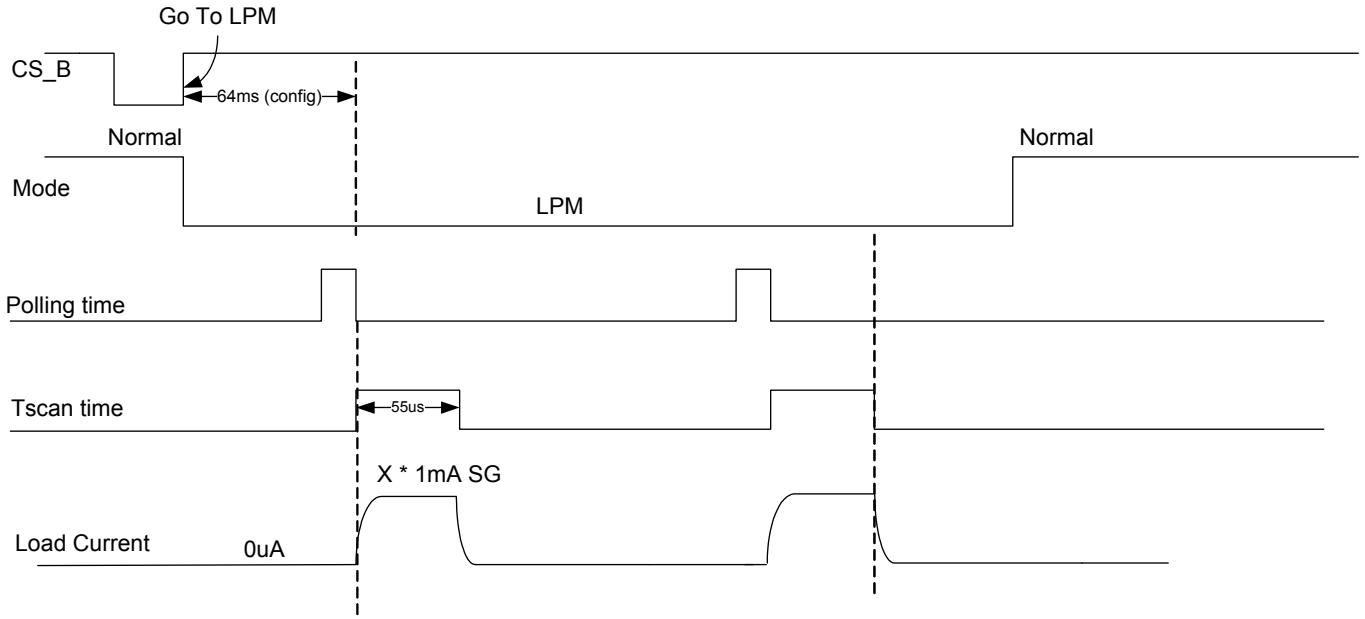 Go To LPM
CS_B
64ms (config)
Normal
Normal
Mode
LPM
Polling time
Tscan time
55us
X * 1mA SG
Load Current
0uA